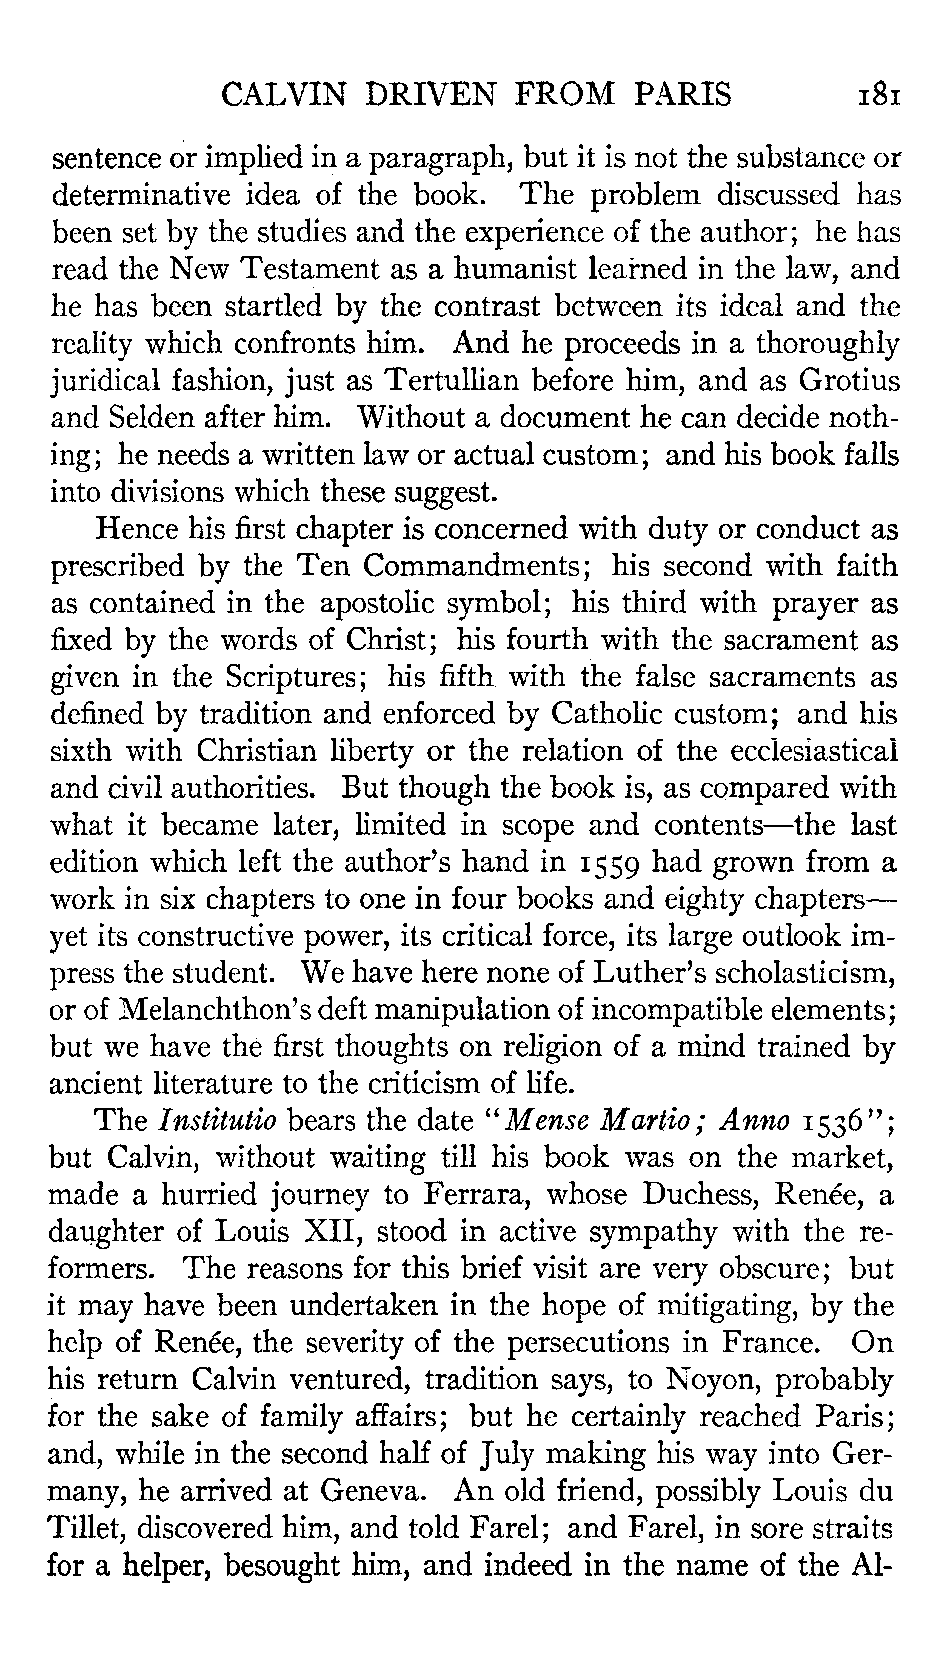 CALVIN DRIVEN FROM PARIS 181
sentence or implied in a paragraph, but it is not the substance or
determinative idea of the book. The problem discussed has
been set by the studies and the experience of the author; he has
read the New Testament as a humanist learned in the law, and
he has been startled by the contrast between its ideal and the
reality which confronts him. And he proceeds in a thoroughly
juridical fashion, just as Tertullian before him, and as Grotius
and Selden after him. Without a document he can decide noth-
ing; he needs a written law or actual custom; and his book falls
into divisions which these suggest.
Hence his first chapter is concerned with duty or conduct as
prescribed by the Ten Commandments; his second with faith
as contained in the apostolic symbol; his third with prayer as
fixed by the words of Christ; his fourth with the sacrament as
given in the Scriptures; his fifth with the false sacraments as
defined by tradition and enforced by Catholic custom; and his
sixth with Christian liberty or the relation of the ecclesiastical
and civil authorities. But though the book is, as compared with
what it became later, limited in scope and contents—the last
edition which left the author's hand in 1559 had grown from a
work in six chapters to one in four books and eighty chapters—
yet its constructive power, its critical force, its large outlook im-
press the student. We have here none of Luther's scholasticism,
or of Melanchthon's deft manipulation of incompatible elements;
but we have the first thoughts on religion of a mind trained by
ancient literature to the criticism of life.
The Institutio bears the date "Mense Martio; Anno 1536";
but Calvin, without waiting till his book was on the market,
made a hurried journey to Ferrara, whose Duchess, Renée, a
daughter of Louis XII, stood in active sympathy with the re-
formers. The reasons for this brief visit are very obscure; but
it may have been undertaken in the hope of mitigating, by the
help of Renée, the severity of the persecutions in France. On
his return Calvin ventured, tradition says, to Noyon, probably
for the sake of family affairs; but he certainly reached Paris;
and, while in the second half of July making his way into Ger-
many, he arrived at Geneva. An old friend, possibly Louis du
Tillet, discovered him, and told Farel; and Farel, in sore straits
for a helper, besought him, and indeed in the name of the Al-